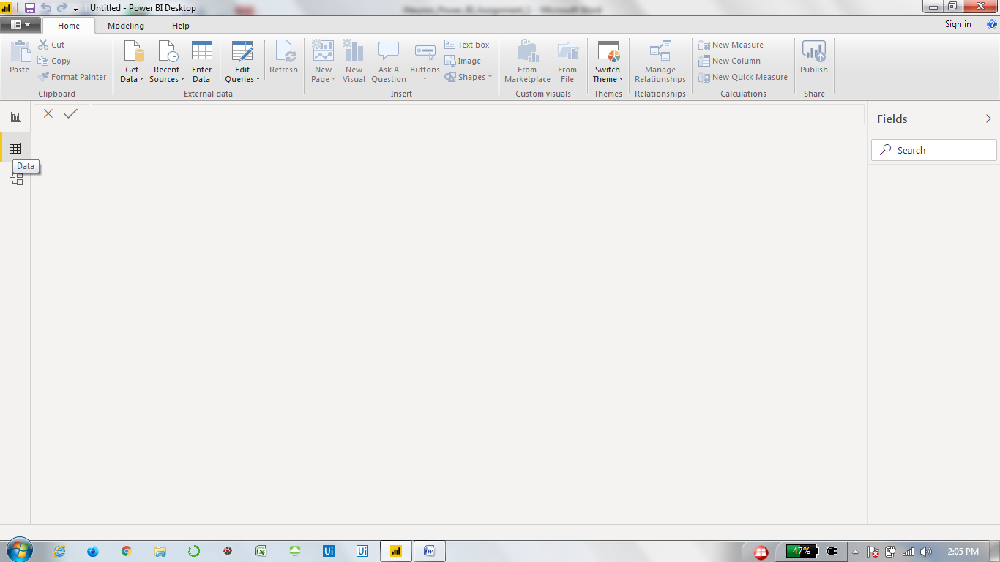 Untitled - Power BI Desktop
Home Modeling Help Sign in
Paste Cut Copy Format Painter
Get Data Recent Sources Enter Data Edit Queries Refresh
New Page New Visual Ask A Question Buttons Text box Image Shapes
From Marketplace From File
Switch Theme
Manage Relationships
New Measure New Column New Quick Measure
Publish
Clipboard External data Insert Custom visuals Themes Relationships Calculations Share
Fields
Search
Data
Ui Ui 47% 2:05 PM